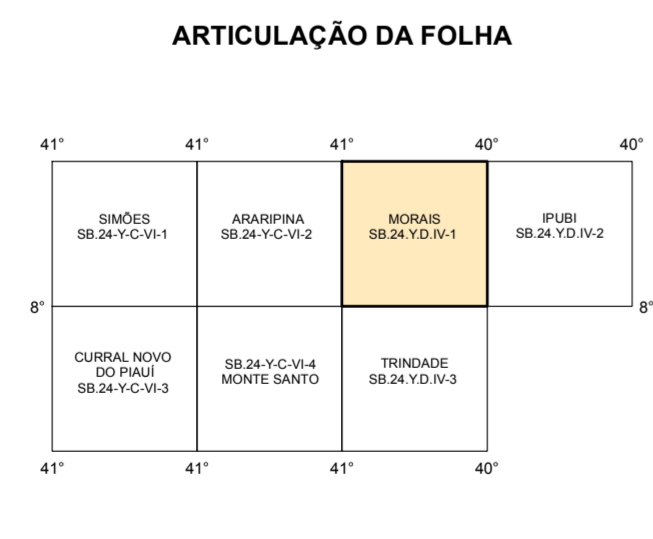 ARTICULAÇÃO DA FOLHA
41° 41° 41° 40° 40°
SIMÕES
SB.24-Y-C-VI-1
ARARIPINA
SB.24-Y-C-VI-2
MORAIS
SB.24.Y.D.IV-1
IPUBI
SB.24.Y.D.IV-2
8° 8°
CURRAL NOVO
DO PIAUÍ
SB.24-Y-C-VI-3
SB.24-Y-C-VI-4
MONTE SANTO
TRINDADE
SB.24.Y.D.IV-3
41° 41° 41° 40°